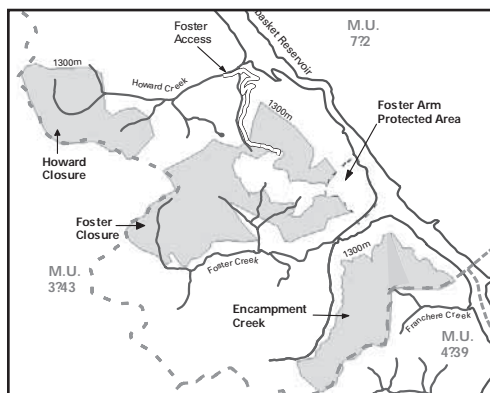 Foster
Access
basket Reservoir
M.U.
7?2
1300m
Howard Creek
1300m
Foster Arm
Protected Area
Howard
Closure
Foster
Closure
1300m
M.U.
3?43
Foster Creek
Encampment
Creek
Franchere Creek
M.U.
4?39